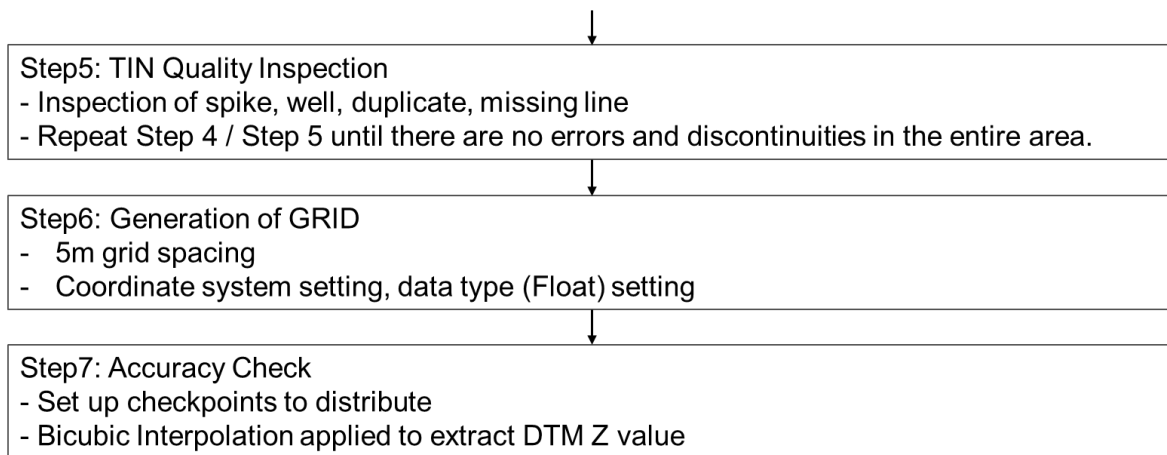 Step5: TIN Quality Inspection
- Inspection of spike, well, duplicate, missing line
- Repeat Step 4 / Step 5 until there are no errors and discontinuities in the entire area.
Step6: Generation of GRID
- 5m grid spacing
- Coordinate system setting, data type (Float) setting
Step7: Accuracy Check
- Set up checkpoints to distribute
- Bicubic Interpolation applied to extract DTM Z value